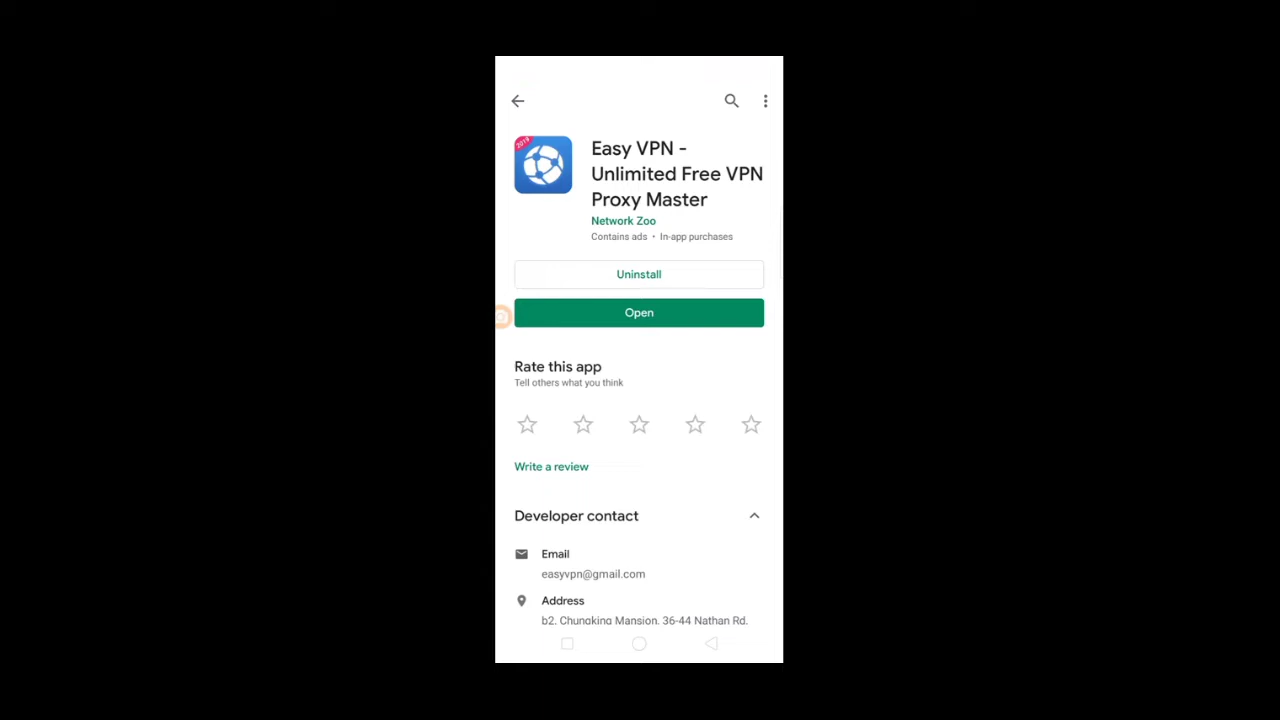 2019
Easy VPN -
Unlimited Free VPN
Proxy Master
Network Zoo
Contains ads • In-app purchases
Uninstall
Open
Rate this app
Tell others what you think
Write a review
Developer contact
Email
easyvpn@gmail.com
Address
b2. Chungking Mansion. 36-44 Nathan Rd.